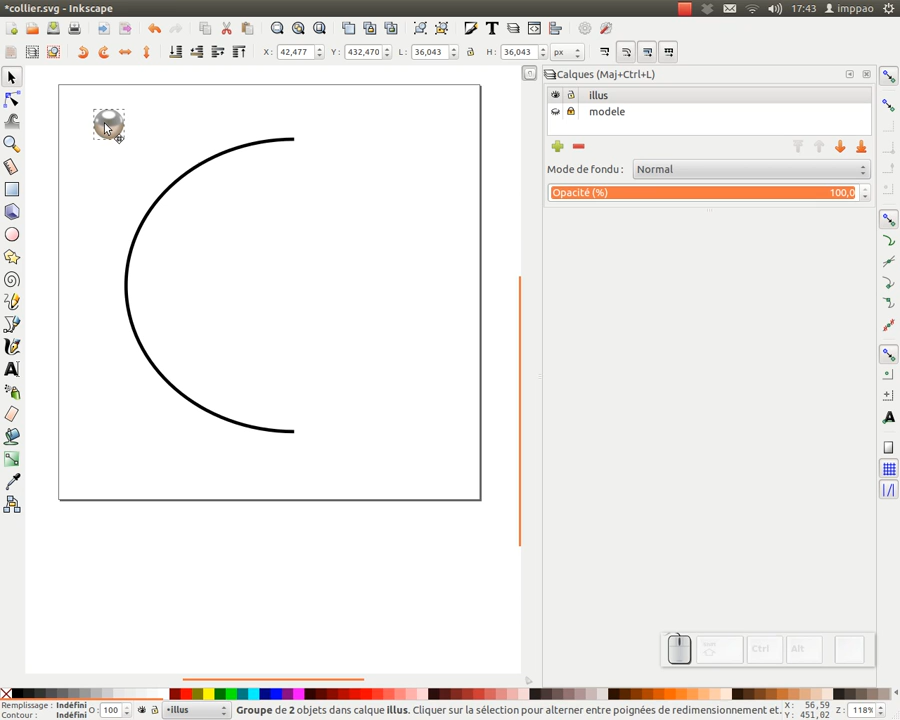 *collier.svg - Inkscape
17:43
imppao
X : 42,477
Y : 432,470
L : 36,043
H : 36,043
px
Calques (Maj+Ctrl+L)
illus
modele
Mode de fondu : Normal
Opacité (%) 100,0
Ctrl
Alt
Remplissage : Indéfini
Contour : Indéfini
O : 100
•illus
Groupe de 2 objets dans calque illus. Cliquer sur la sélection pour alterner entre poignées de redimensionnement et.
X : 56,59
Y : 451,02
Z : 118%